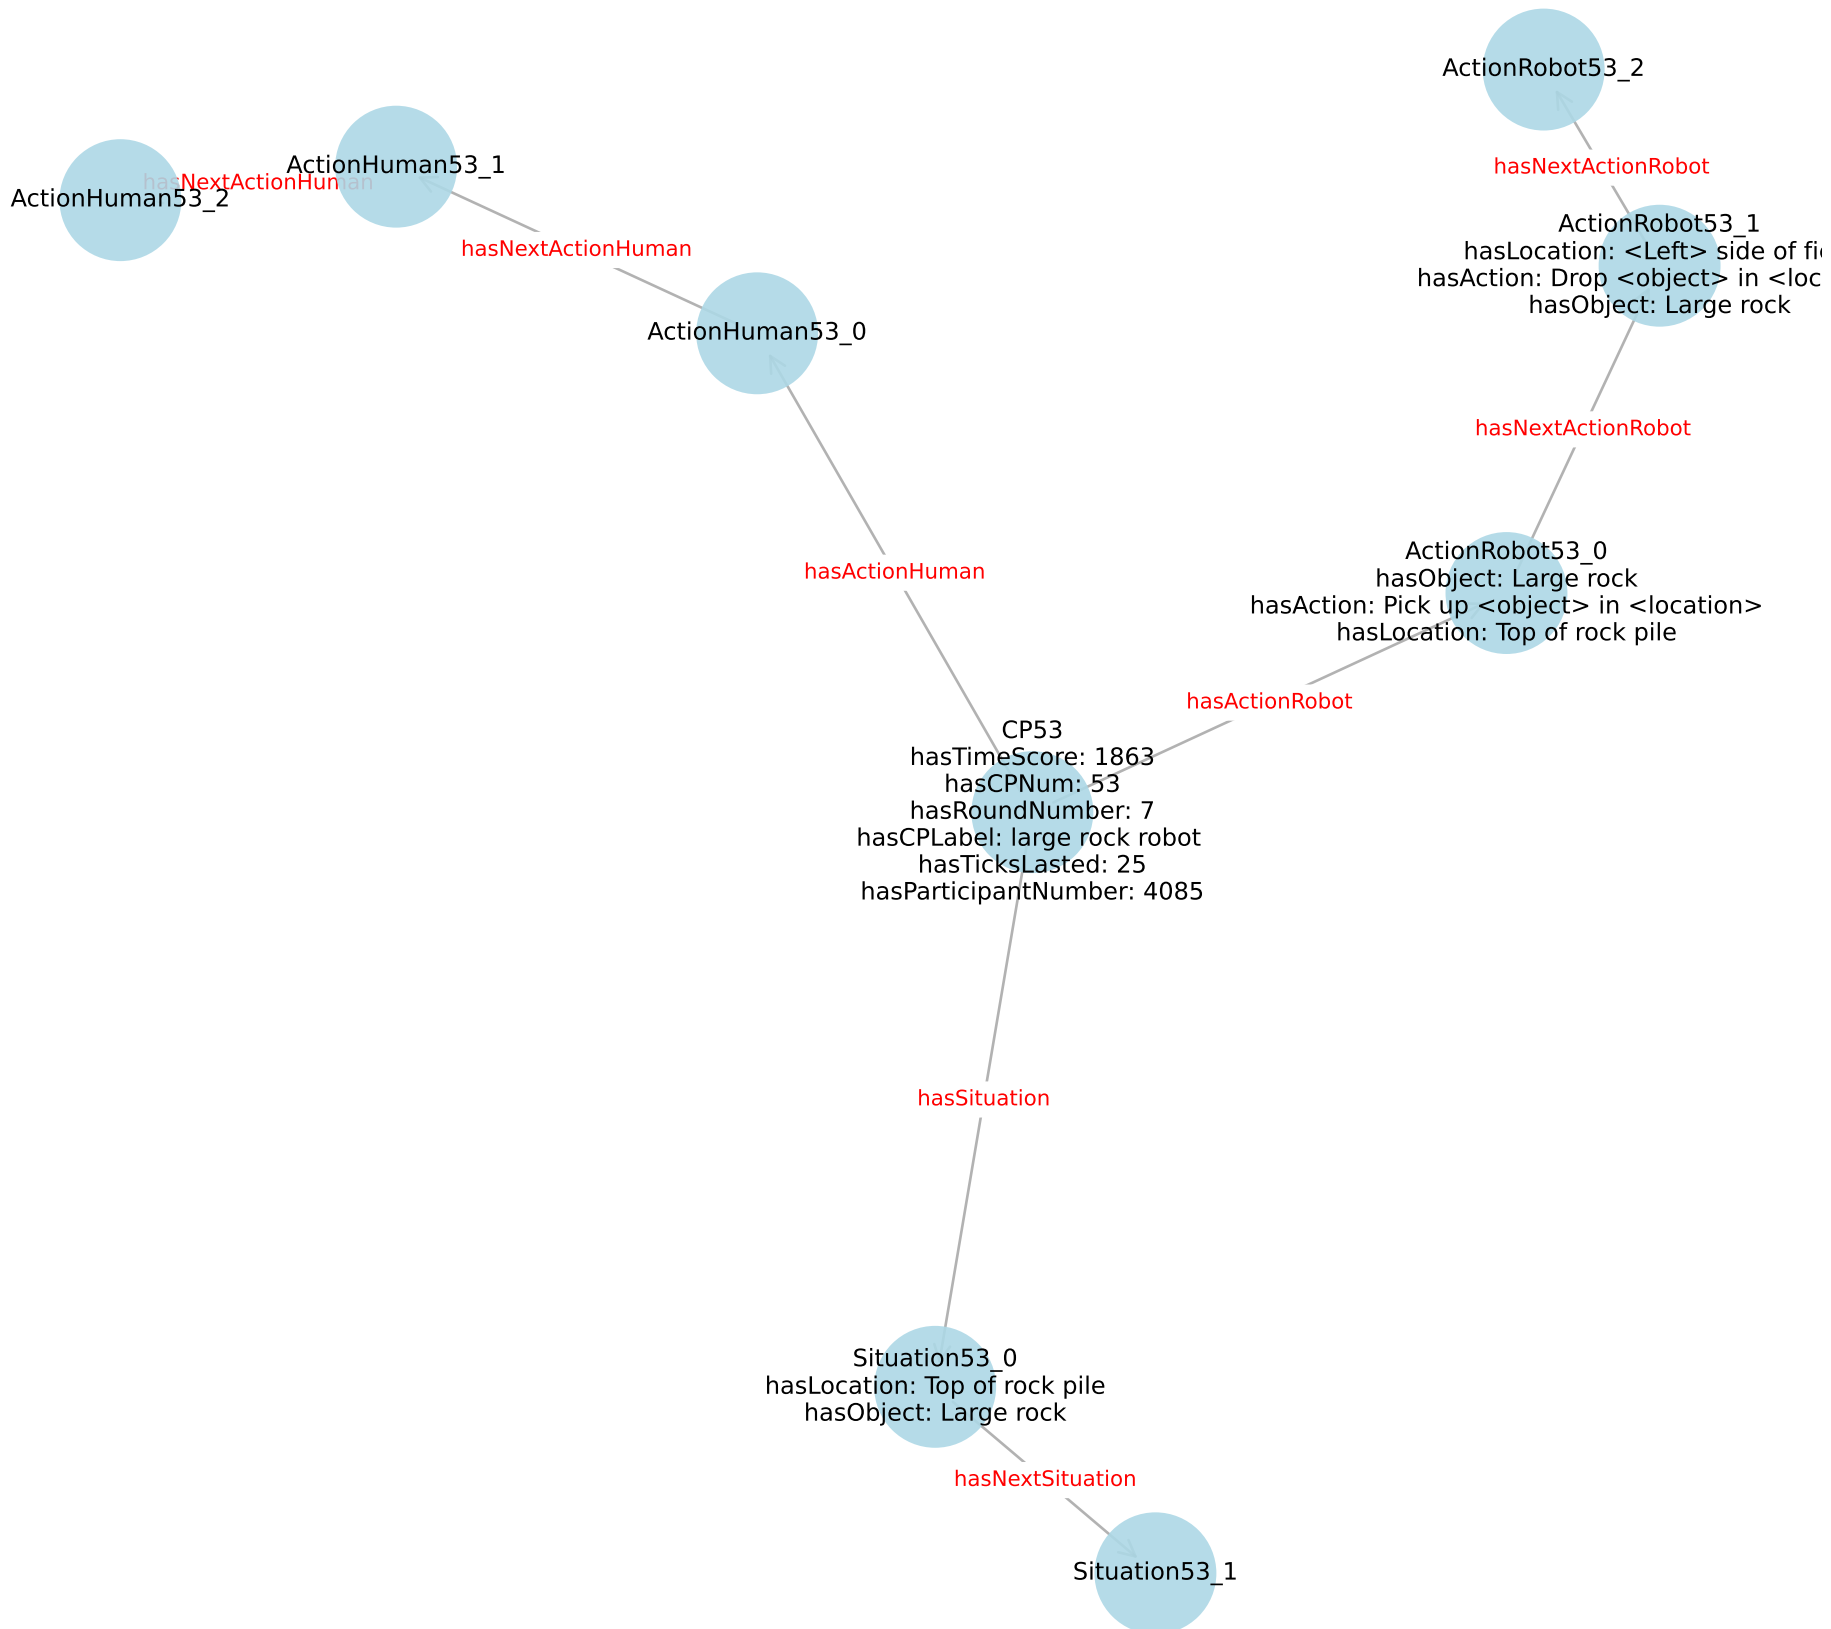 ActionRobot53_2
hasNextActionRobot
ActionHuman53_1
hasNextActionHuman
ActionHuman53_2
ActionRobot53_1
hasLocation: <Left> side of fi
hasAction: Drop <object> in <loc
hasObject: Large rock
hasNextActionHuman
ActionHuman53_0
hasNextActionRobot
ActionRobot53_0
hasObject: Large rock
hasAction: Pick up <object> in <location>
hasLocation: Top of rock pile
hasActionHuman
hasActionRobot
CP53
hasTimeScore: 1863
hasCPNum: 53
hasRoundNumber: 7
hasCPLabel: large rock robot
hasTicksLasted: 25
hasParticipantNumber: 4085
hasSituation
Situation53_0
hasLocation: Top of rock pile
hasObject: Large rock
hasNextSituation
Situation53_1